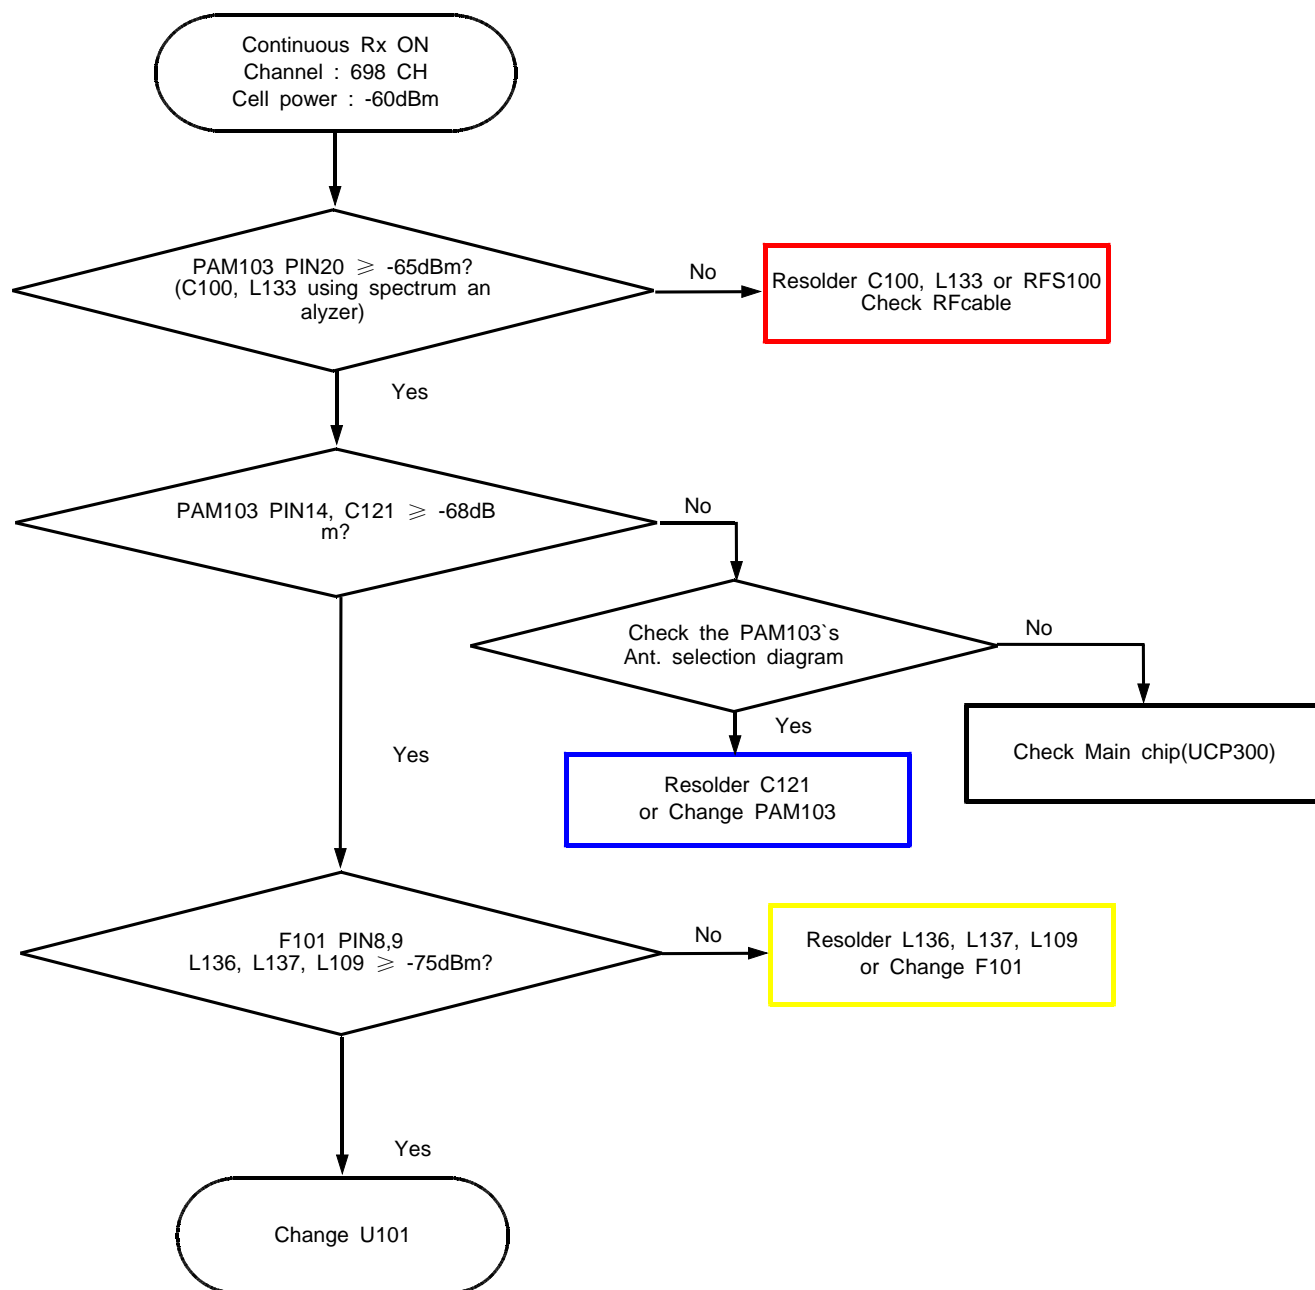 Continuous Rx ON
Channel : 698 CH
Cell power : -60dBm
PAM103 PIN20 ≥ -65dBm?
(C100, L133 using spectrum an
alyzer)
No
Resolder C100, L133 or RFS100
Check RFcable
Yes
PAM103 PIN14, C121 ≥ -68dB
m?
No
Check the PAM103`s
Ant. selection diagram
No
Yes
Check Main chip(UCP300)
Yes
Resolder C121
or Change PAM103
F101 PIN8,9
L136, L137, L109 ≥ -75dBm?
No
Resolder L136, L137, L109
or Change F101
Yes
Change U101